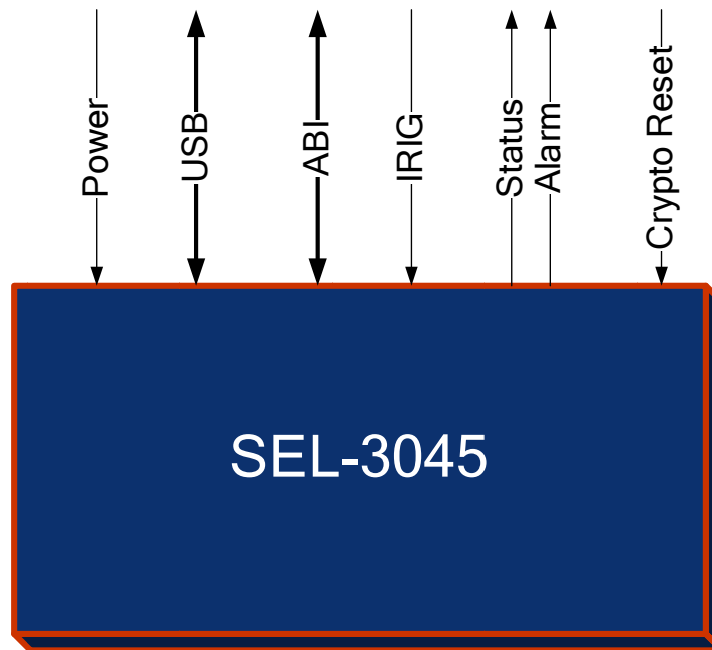 Power
USB
ABI
IRIG
Status
Alarm
Crypto Reset
SEL-3045